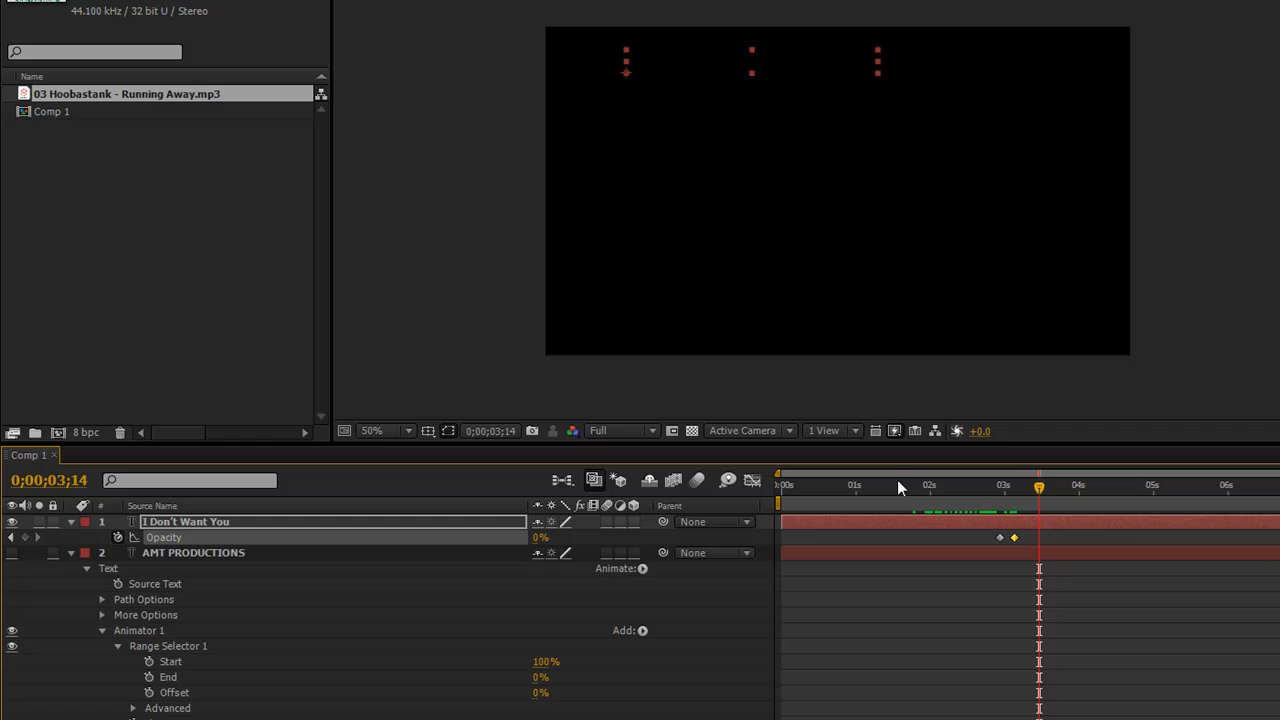 44.100 kHz / 32 bit U / Stereo
Name
03 Hoobastank - Running Away.mp3
Comp 1
8 bpc
50%
0;00;03;14
Full
Active Camera
1 View
+0.0
Comp 1
0;00;03;14
0:00s 01s 02s 03s 04s 05s 06s
# Source Name fx Parent
1 T I Don't Want You None
Opacity 0%
2 T AMT PRODUCTIONS None
Text Animate:
Source Text
Path Options
More Options
Animator 1 Add:
Range Selector 1
Start 100%
End 0%
Offset 0%
Advanced